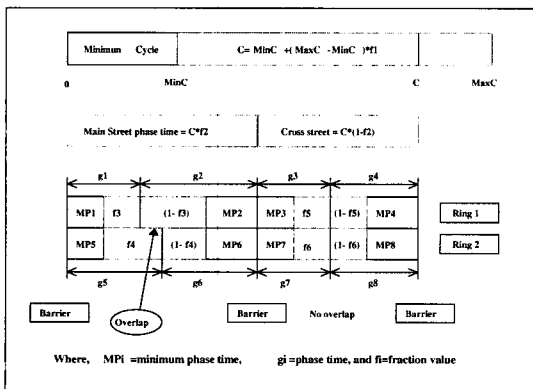 Minimun Cycle C= MinC +( MaxC -MinC )*f1
0 MinC C MaxC
Main Street phase time = C*f2 Cross street = C*(1-f2)
g1 g2 g3 g4
MP1 f3 (1- f3) MP2 MP3 f5 (1- f5) MP4 Ring 1
MP5 f4 (1- f4) MP6 MP7 f6 (1- f6) MP8 Ring 2
g5 g6 g7 g8
Barrier Overlap Barrier No overlap Barrier
Where, MPi =minimum phase time, gi =phase time, and fi=fraction value